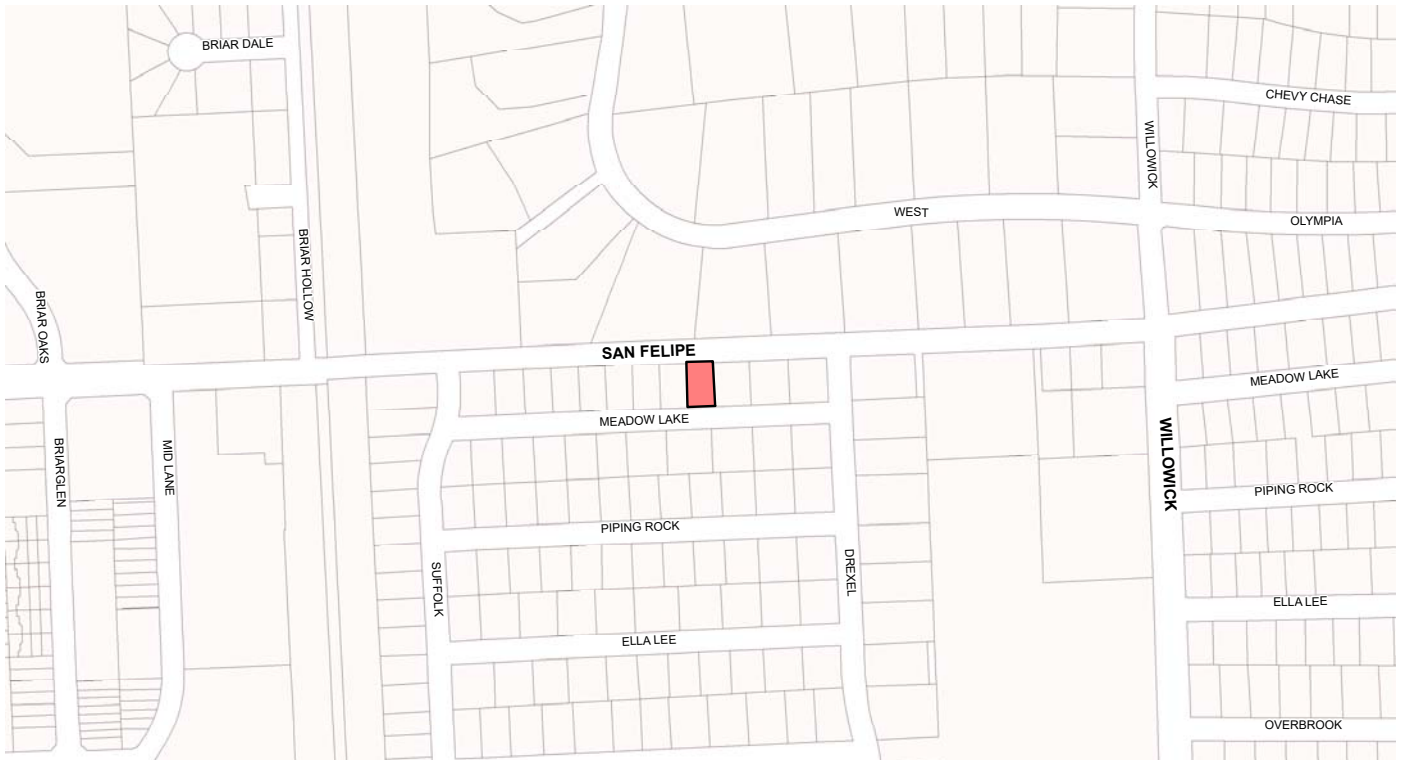 BRIAR DALE
CHEVY CHASE
WILLOWICK
WEST
OLYMPIA
BRIAR HOLLOW
BRIAR OAKS
SAN FELIPE
MEADOW LAKE
MEADOW LAKE
BRIARGLEN
MID LANE
WILLOWICK
PIPING ROCK
PIPING ROCK
SUFFOLK
DREXEL
ELLA LEE
ELLA LEE
OVERBROOK